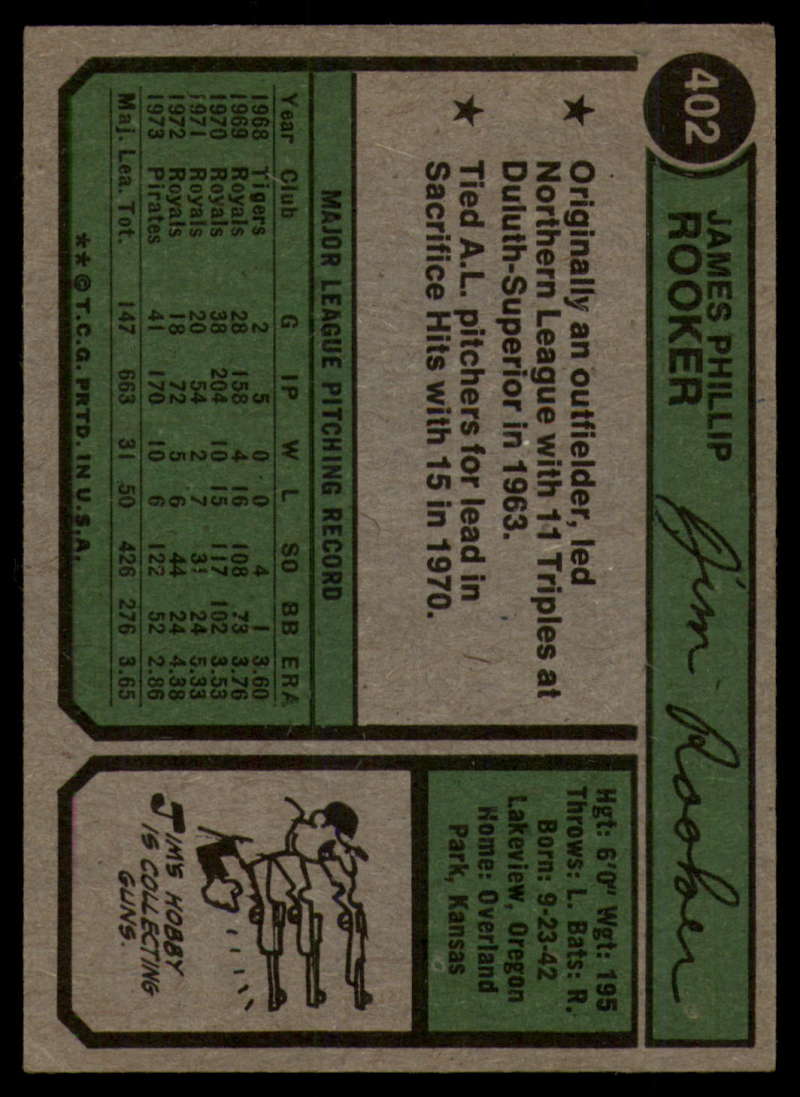 402
JAMES PHILLIP
ROOKER
Jim Rooker
★ Originally an outfielder, led
Northern League with 11 Triples at
Duluth-Superior in 1963.
★ Tied A.L. pitchers for lead in
Sacrifice Hits with 15 in 1970.
MAJOR LEAGUE PITCHING RECORD
Year Club G IP W L SO BB ERA
1968 Tigers 2 5 0 0 4 1 3.60
1969 Royals 28 158 4 16 108 73 3.76
1970 Royals 38 204 10 15 117 102 3.53
1971 Royals 20 54 2 7 31 24 5.33
1972 Royals 18 72 5 6 44 24 4.38
1973 Pirates 41 170 10 6 122 52 2.86
Maj. Lea. Tot. 147 663 31 50 426 276 3.65
**©T.C.G. PRTD. IN U.S.A.
Hgt: 6'0" Wgt: 195
Throws: L. Bats: R.
Born: 9-23-42
Lakeview, Oregon
Home: Overland
Park, Kansas
JIM'S HOBBY
IS COLLECTING
GUNS.